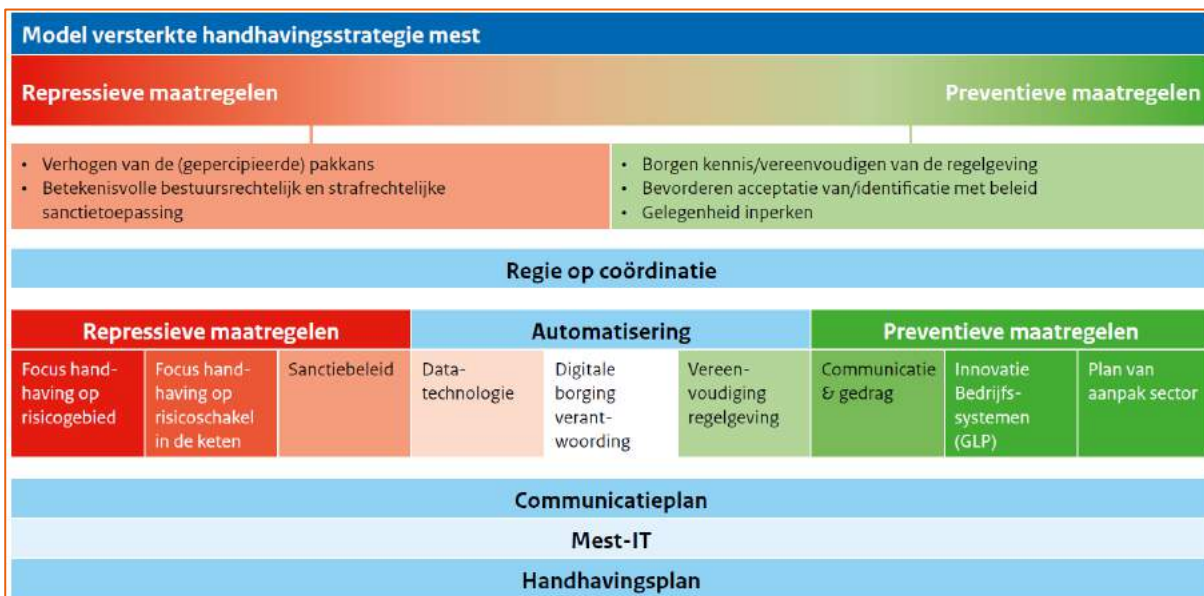 Model versterkte handhavingsstrategie mest
Repressieve maatregelen
Preventieve maatregelen
• Verhogen van de (gepercipieerde) pakkans
• Betekenisvolle bestuursrechtelijk en strafrechtelijke
sanctietoepassing
• Borgen kennis/vereenvoudigen van de regelgeving
• Bevorderen acceptatie van/identificatie met beleid
• Gelegenheid inperken
Regie op coördinatie
Repressieve maatregelen
Focus hand-
having op
risicogebied
Focus hand-
having op
risicoschakel
in de keten
Sanctiebeleid
Automatisering
Data-
technologie
Digitale
borging
verant-
woording
Vereen-
voudiging
regelgeving
Preventieve maatregelen
Communicatie
& gedrag
Innovatie
Bedrijfs-
systemen
(GLP)
Plan van
aanpak sector
Communicatieplan
Mest-IT
Handhavingsplan